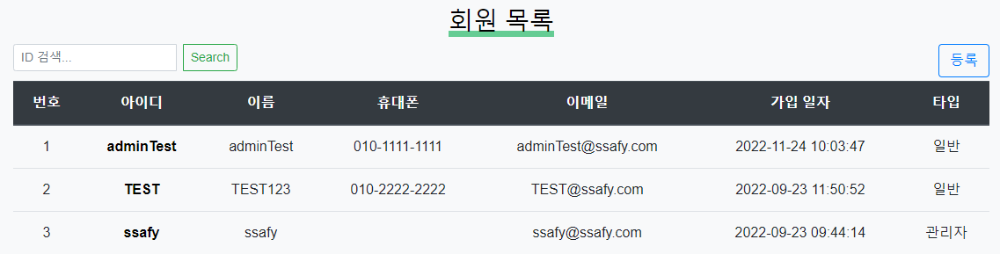 회원 목록
ID 검색... Search 등록
번호 아이디 이름 휴대폰 이메일 가입 일자 타입
1 adminTest adminTest 010-1111-1111 adminTest@ssafy.com 2022-11-24 10:03:47 일반
2 TEST TEST123 010-2222-2222 TEST@ssafy.com 2022-09-23 11:50:52 일반
3 ssafy ssafy ssafy@ssafy.com 2022-09-23 09:44:14 관리자